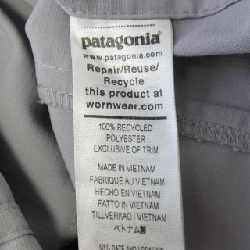 patagonia®
www.patagonia.com
Repair/Reuse/
Recycle
this product at
wornwear.com
100% RECYCLED
POLYESTER
EXCLUSIVE OF TRIM
MADE IN VIETNAM
FABRIQUÉ AU VIETNAM
HECHO EN VIETNAM
FATTO IN VIETNAM
TILLVERKAD I VIETNAM
ベトナム製